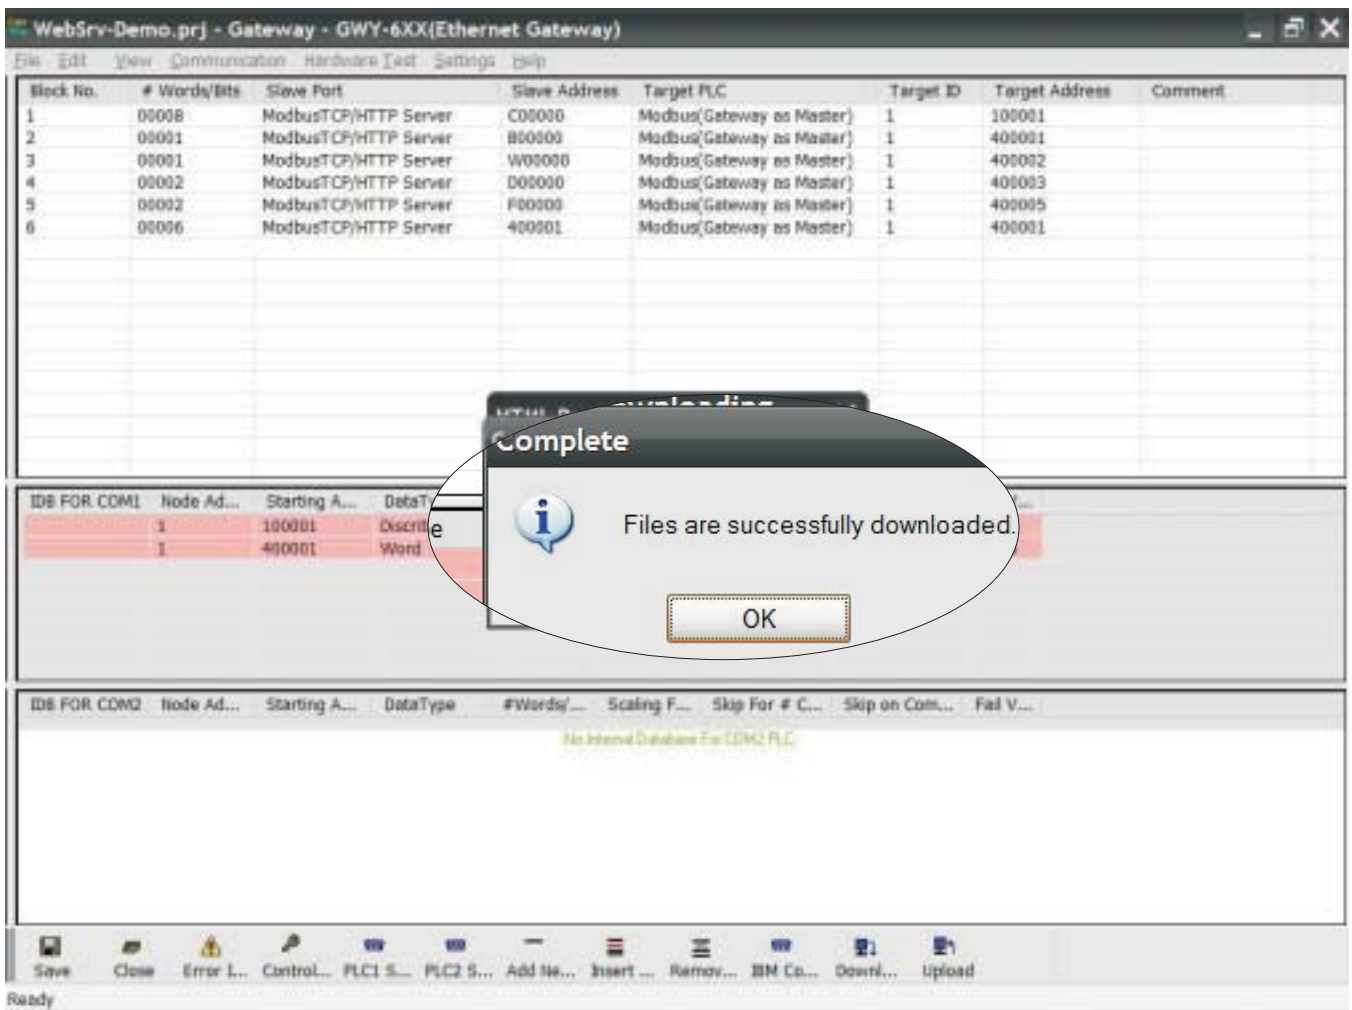 WebSrv-Demo.prj - Gateway - GWY-6XX(Ethernet Gateway)
File Edit View Communication Hardware Test Settings Help
Block No. # Words/Bits Slave Port Slave Address Target PLC Target ID Target Address Comment
1 00008 ModbusTCP/HTTP Server C00000 Modbus(Gateway as Master) 1 100001
2 00001 ModbusTCP/HTTP Server B00000 Modbus(Gateway as Master) 1 400001
3 00001 ModbusTCP/HTTP Server W00000 Modbus(Gateway as Master) 1 400002
4 00002 ModbusTCP/HTTP Server D00000 Modbus(Gateway as Master) 1 400003
5 00002 ModbusTCP/HTTP Server F00000 Modbus(Gateway as Master) 1 400005
6 00006 ModbusTCP/HTTP Server 400001 Modbus(Gateway as Master) 1 400001
Complete
IDB FOR COM1 Node Ad... Starting A... DataTy
1 100001 Discrete
1 400001 Word
Files are successfully downloaded.
OK
IDB FOR COM2 Node Ad... Starting A... DataType #Words/... Scaling F... Skip For # C... Skip on Com... Fail V...
No Internal Database For COM2 PLC
Save Close Error L... Control... PLC1 S... PLC2 S... Add Ne... Insert ... Remov... IBM Co... Downl... Upload
Ready